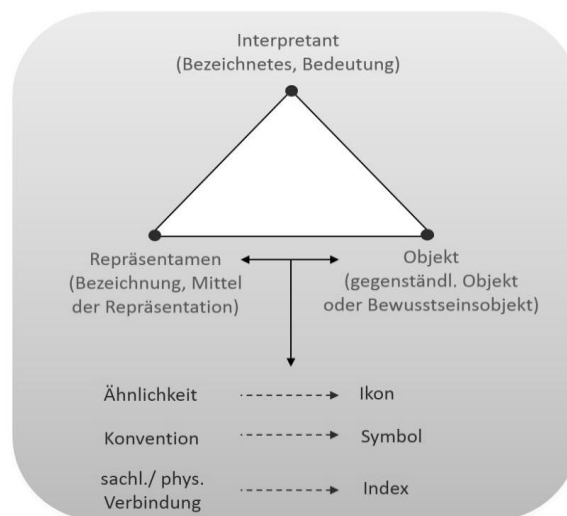 Interpretant
(Bezeichnetes, Bedeutung)
Repräsentamen
(Bezeichnung, Mittel
der Repräsentation)
Objekt
(gegenständl. Objekt
oder Bewusstseinsobjekt)
Ähnlichkeit
Ikon
Konvention
Symbol
sachl./ phys.
Verbindung
Index